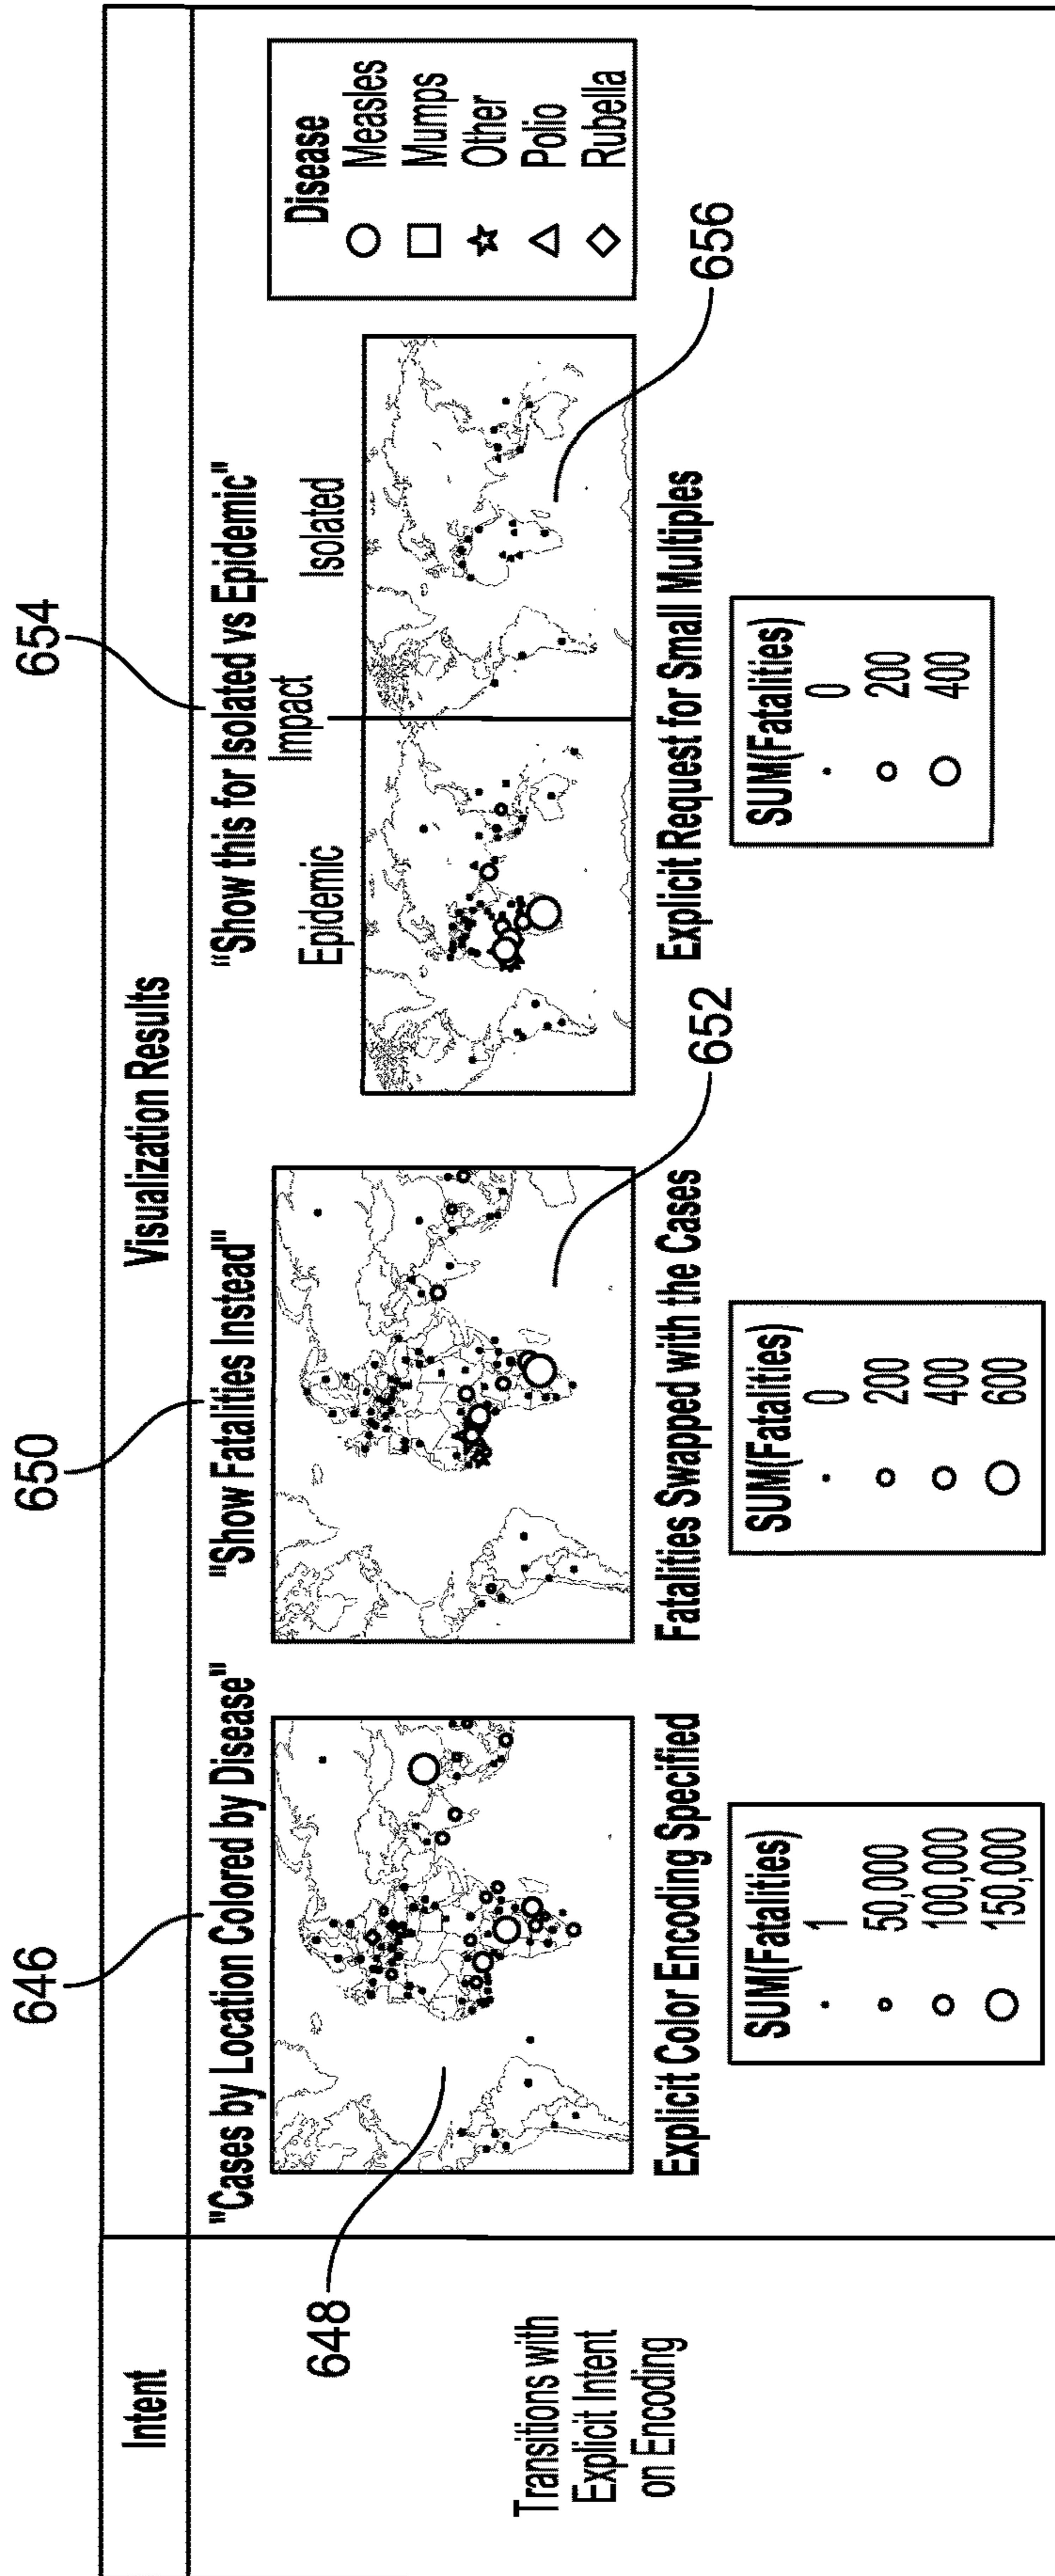 Intent
Visualization Results
Transitions with
Explicit Intent
on Encoding
646
"Cases by Location Colored by Disease"
648
Explicit Color Encoding Specified
SUM(Fatalities)
1
50,000
100,000
150,000
650
"Show Fatalities Instead"
652
Fatalities Swapped with the Cases
SUM(Fatalities)
0
200
400
600
654
"Show this for Isolated vs Epidemic"
Impact
Epidemic
Isolated
656
Explicit Request for Small Multiples
SUM(Fatalities)
0
200
400
Disease
Measles
Mumps
Other
Polio
Rubella